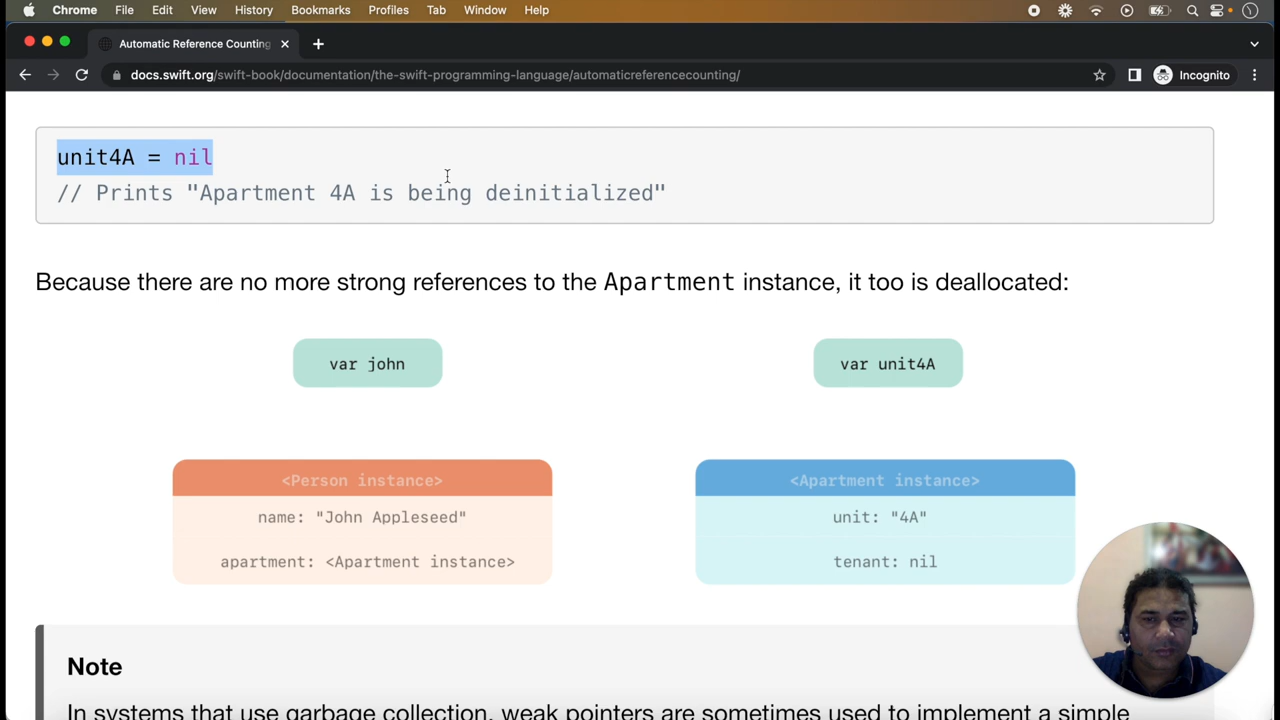 Chrome File Edit View History Bookmarks Profiles Tab Window Help
Automatic Reference Counting
docs.swift.org/swift-book/documentation/the-swift-programming-language/automaticreferencecounting/
Incognito
unit4A = nil
// Prints "Apartment 4A is being deinitialized"
Because there are no more strong references to the Apartment instance, it too is deallocated:
var john
var unit4A
<Person instance>
name: "John Appleseed"
apartment: <Apartment instance>
<Apartment instance>
unit: "4A"
tenant: nil
Note
In systems that use garbage collection, weak pointers are sometimes used to implement a simple